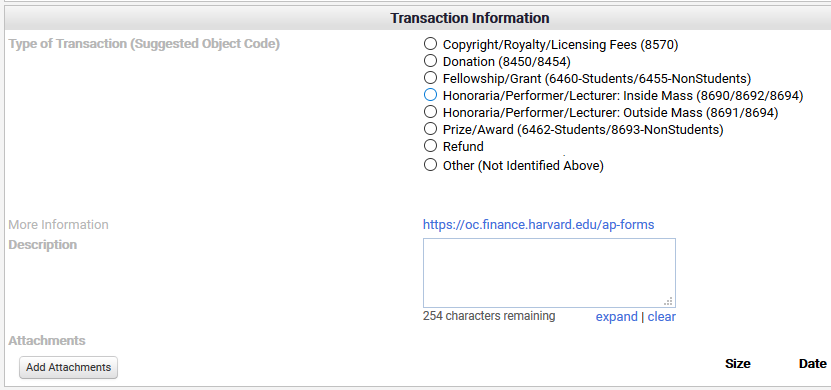 Transaction Information
Type of Transaction (Suggested Object Code)
Copyright/Royalty/Licensing Fees (8570)
Donation (8450/8454)
Fellowship/Grant (6460-Students/6455-NonStudents)
Honoraria/Performer/Lecturer: Inside Mass (8690/8692/8694)
Honoraria/Performer/Lecturer: Outside Mass (8691/8694)
Prize/Award (6462-Students/8693-NonStudents)
Refund
Other (Not Identified Above)
More Information https://oc.finance.harvard.edu/ap-forms
Description
254 characters remaining expand | clear
Attachments
Add Attachments Size Date